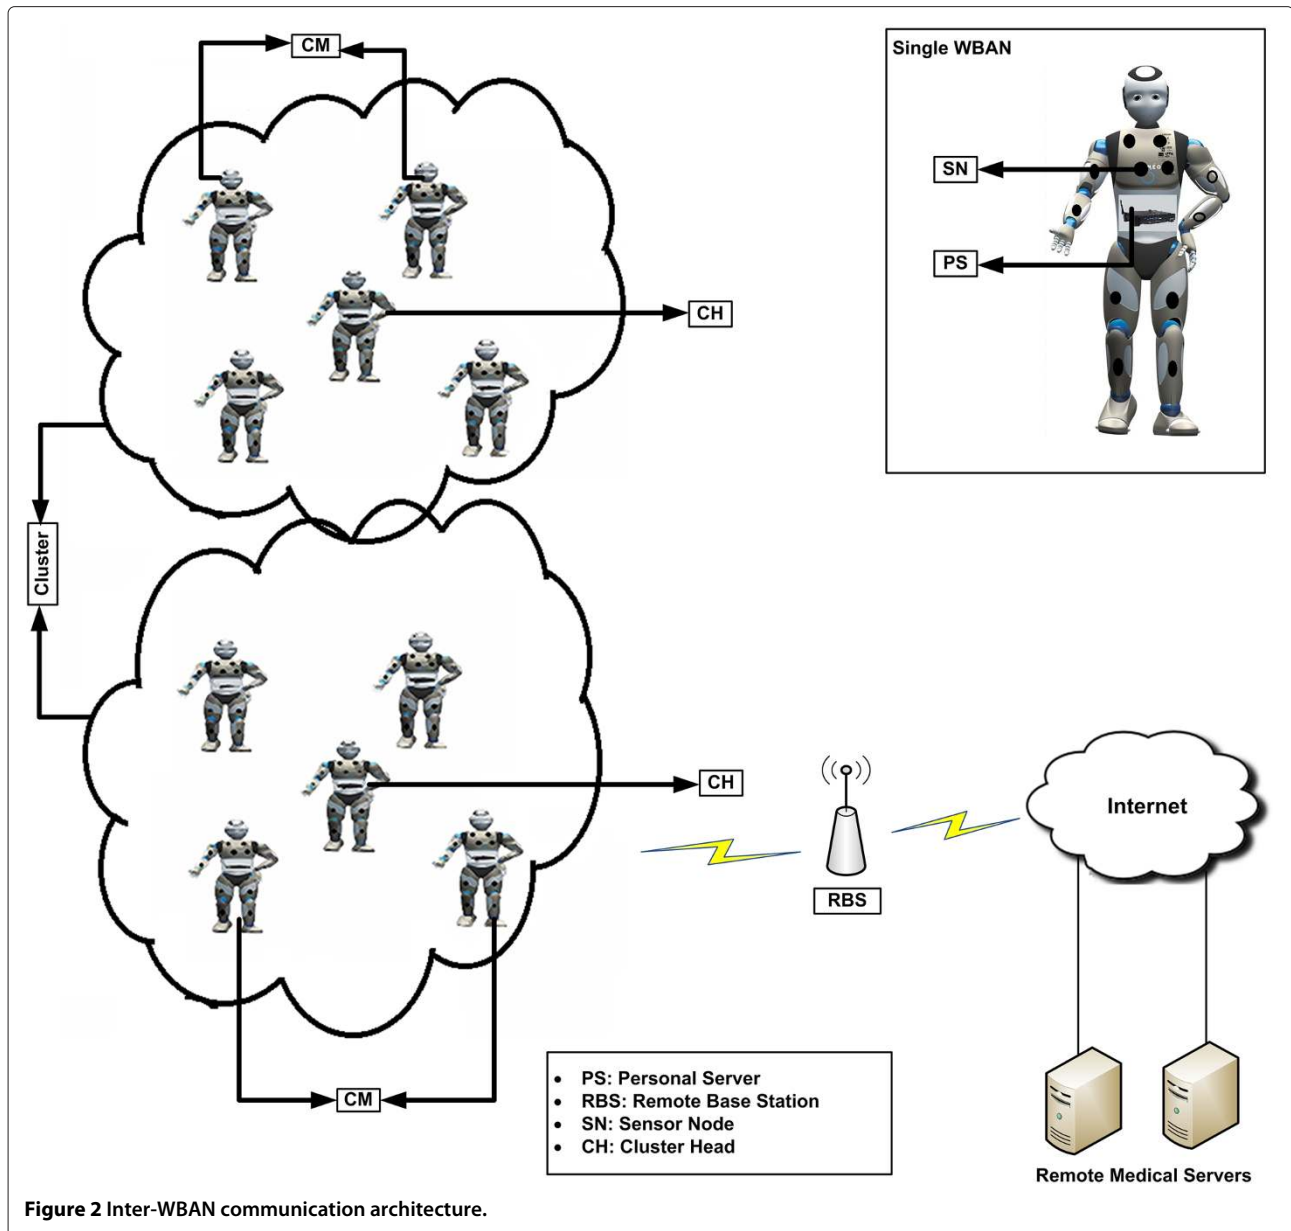 CM
Single WBAN
SN
PS
CH
Cluster
CH
Internet
RBS
CM
• PS: Personal Server
• RBS: Remote Base Station
• SN: Sensor Node
• CH: Cluster Head
Remote Medical Servers
Figure 2 Inter-WBAN communication architecture.